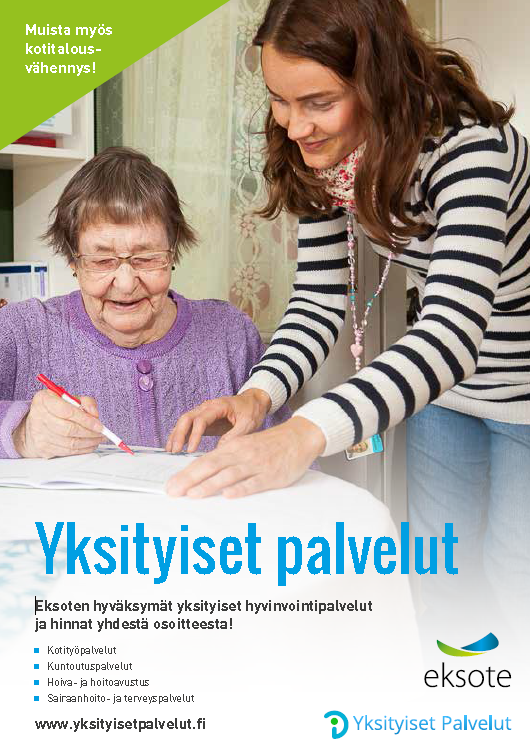 Muista myös
kotitalous-
vähennys!
Yksityiset palvelut
Eksoten hyväksymät yksityiset hyvinvointipalvelut
ja hinnat yhdestä osoitteesta!
Kotityöpalvelut
Kuntoutuspalvelut
Hoiva- ja hoitoavustus
Sairaanhoito- ja terveyspalvelut
eksote
www.yksityisetpalvelut.fi
Yksityiset Palvelut